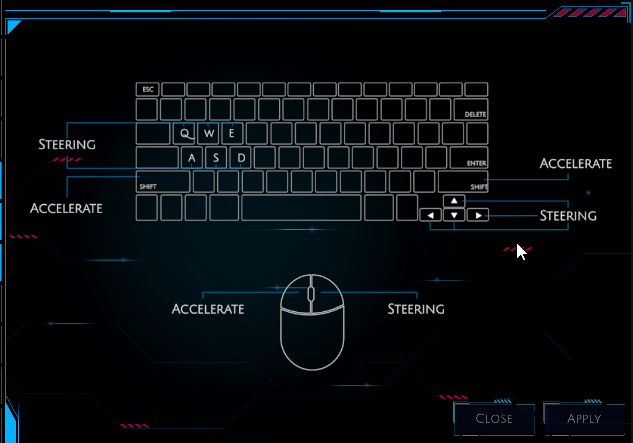 ESC
DELETE
Q W E
STEERING
A S D
ENTER
ACCELERATE
SHIFT
SHIFT
ACCELERATE
STEERING
ACCELERATE
STEERING
CLOSE
APPLY